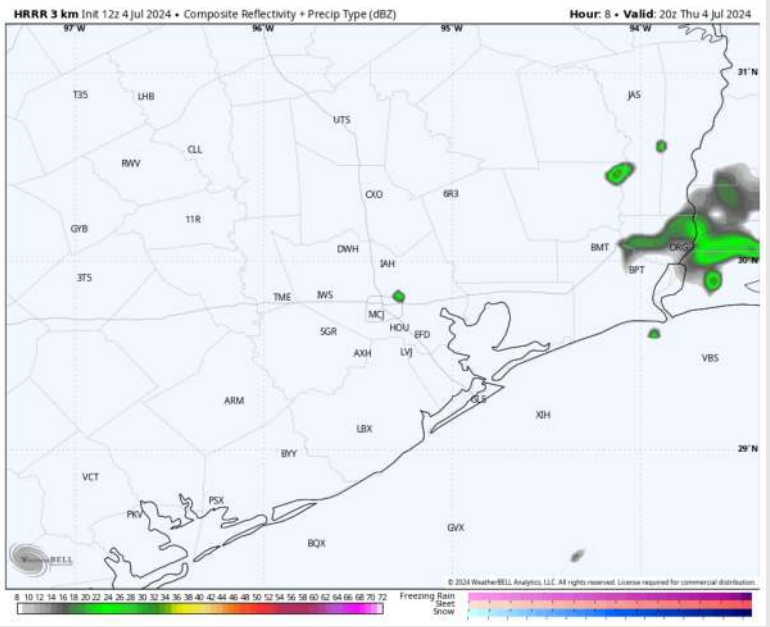 HRRR 3 km Init 12z 4 Jul 2024 • Composite Reflectivity + Precip Type (dBZ) Hour: 8 • Valid: 20z Thu 4 Jul 2024
97°W 96°W 95°W 94°W
31°N
T35 LHB JAS
UTS
CLL
RWV
CXO 6R3
11R
GYB
DWH BMT ORG
IAH 30°N
3T5 BPT
TME IWS
MCJ
SGR HOU EFD
AXH LVJ VBS
ARM GLS
XIH
LBX
BYY 29°N
VCT
PSX
PKV
GVX
BQX
WeatherBELL
© 2024 WeatherBELL Analytics, LLC. All rights reserved. License required for commercial distribution.
8 10 12 14 16 18 20 22 24 26 28 30 32 34 36 38 40 42 44 46 48 50 52 54 56 58 60 62 64 66 68 70 72
Freezing Rain
Sleet
Snow